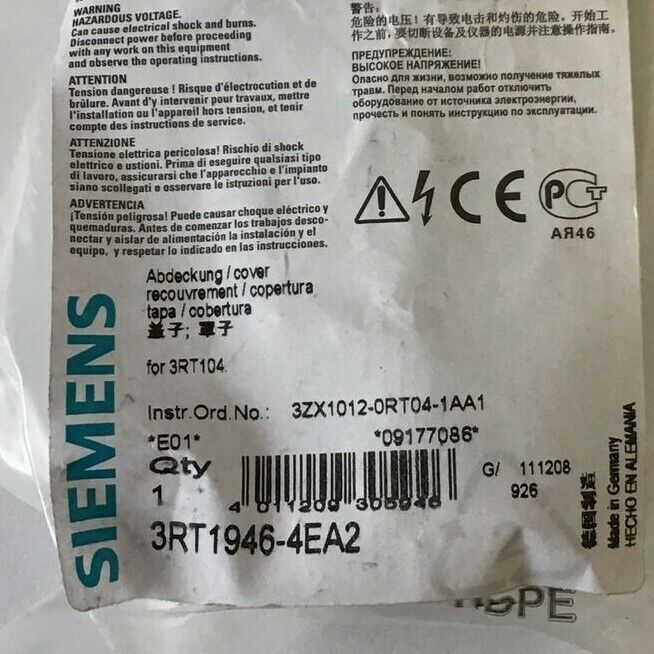 WARNING
HAZARDOUS VOLTAGE.
Can cause electrical shock and burns.
Disconnect power before proceeding
with any work on this equipment
and observe the operating instructions.
ATTENTION
Tension dangereuse ! Risque d'électrocution et de
brûlure. Avant d'y intervenir pour travaux, mettre
l'installation ou l'appareil hors tension, et tenir
compte des instructions de service.
ATTENZIONE
Tensione elettrica pericolosa! Rischio di shock
elettrico e ustioni. Prima di eseguire qualsiasi tipo
di lavoro, assicurarsi che l'apparecchio e l'impianto
siano scollegati e osservare le istruzioni per l'uso.
ADVERTENCIA
¡Tensión peligrosa! Puede causar choque eléctrico y
quemaduras. Antes de comenzar los trabajos desco-
nectar y aislar de alimentación la instalación y el
equipo, y respetar lo indicado en las instrucciones.
警告:
危险的电压! 有导致电击和灼伤的危险。开始工
作之前,要切断设备及仪器的电源并注意操作指南。
ПРЕДУПРЕЖДЕНИЕ:
ВЫСОКОЕ НАПРЯЖЕНИЕ!
Опасно для жизни, возможно получение тяжелых
травм. Перед началом работ отключить
оборудование от источника электроэнергии,
прочесть и понять инструкцию по эксплуатации.
CE РСТ
АЯ46
SIEMENS
Abdeckung / cover
recouvrement / copertura
tapa / cobertura
盖子; 罩子
for 3RT104
Instr.Ord.No.: 3ZX1012-0RT04-1AA1
*E01* *09177086*
Qty
1
4 011209 305946
G/ 111208
926
3RT1946-4EA2
德国制造
Made in Germany
HECHO EN ALEMANIA